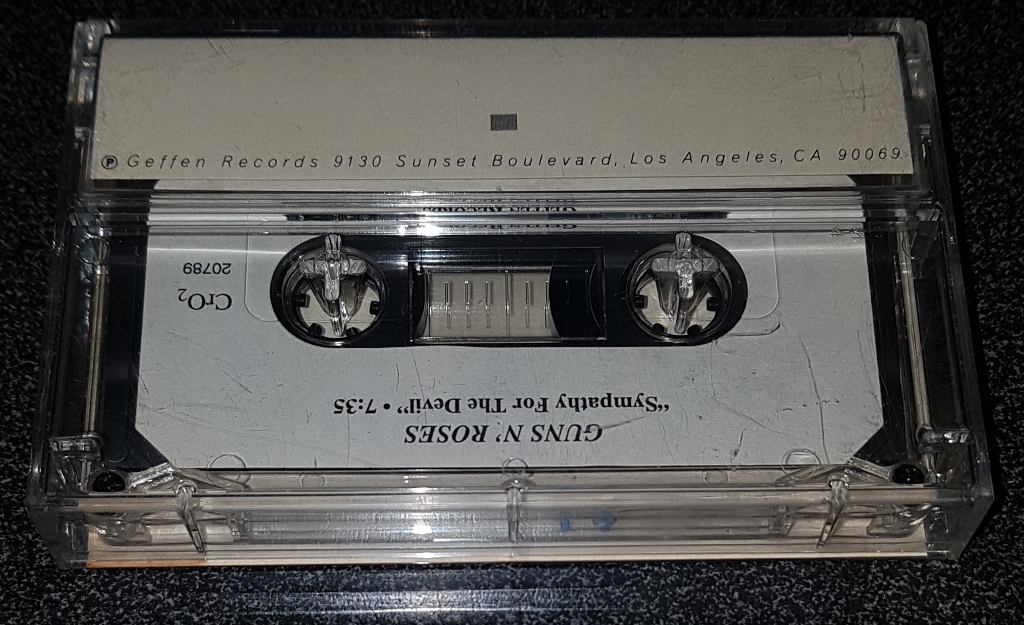 ℗ Geffen Records 9130 Sunset Boulevard, Los Angeles, CA 90069
GUNS N' ROSES
“Sympathy For The Devil” • 7:35
CrO₂
20789